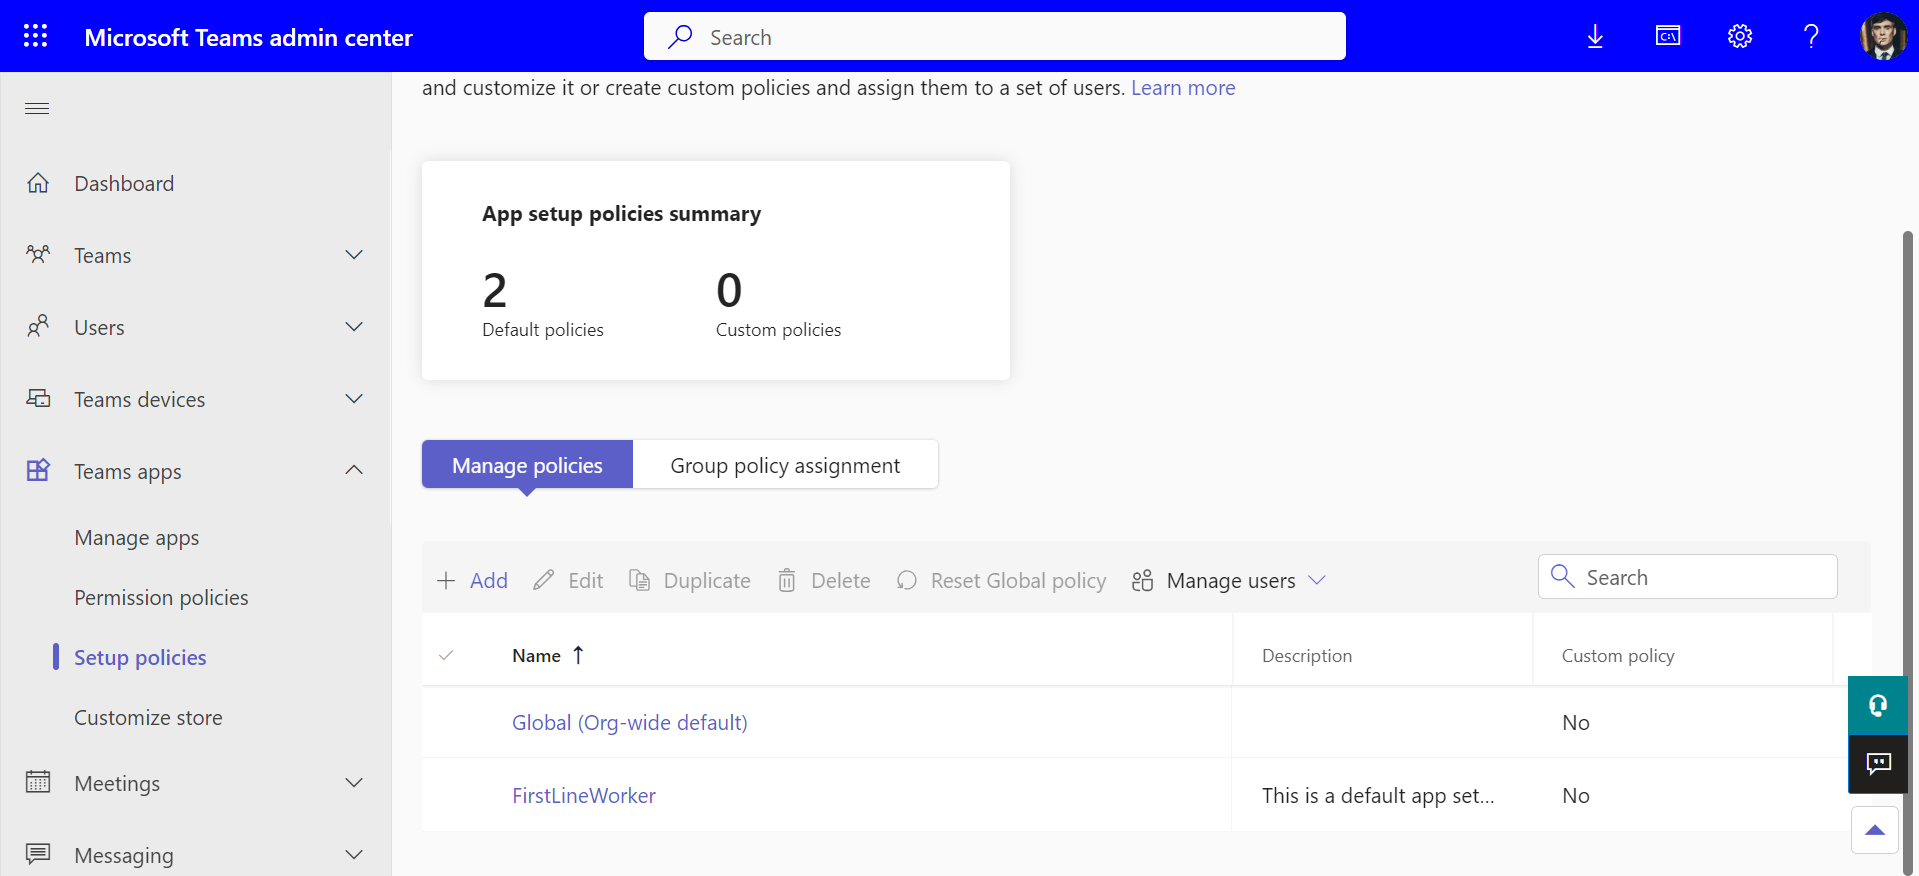 Microsoft Teams admin center
Search
and customize it or create custom policies and assign them to a set of users. Learn more
Dashboard
Teams
Users
Teams devices
Teams apps
Manage apps
Permission policies
Setup policies
Customize store
Meetings
Messaging
App setup policies summary
2 0
Default policies Custom policies
Manage policies Group policy assignment
Add Edit Duplicate Delete Reset Global policy Manage users Search
Name ↑ Description Custom policy
Global (Org-wide default) No
FirstLineWorker This is a default app set... No